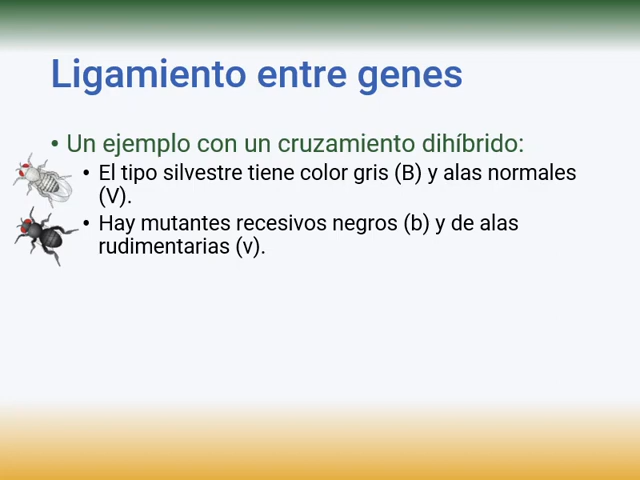 Ligamiento entre genes
• Un ejemplo con un cruzamiento dihíbrido:
• El tipo silvestre tiene color gris (B) y alas normales
(V).
• Hay mutantes recesivos negros (b) y de alas
rudimentarias (v).